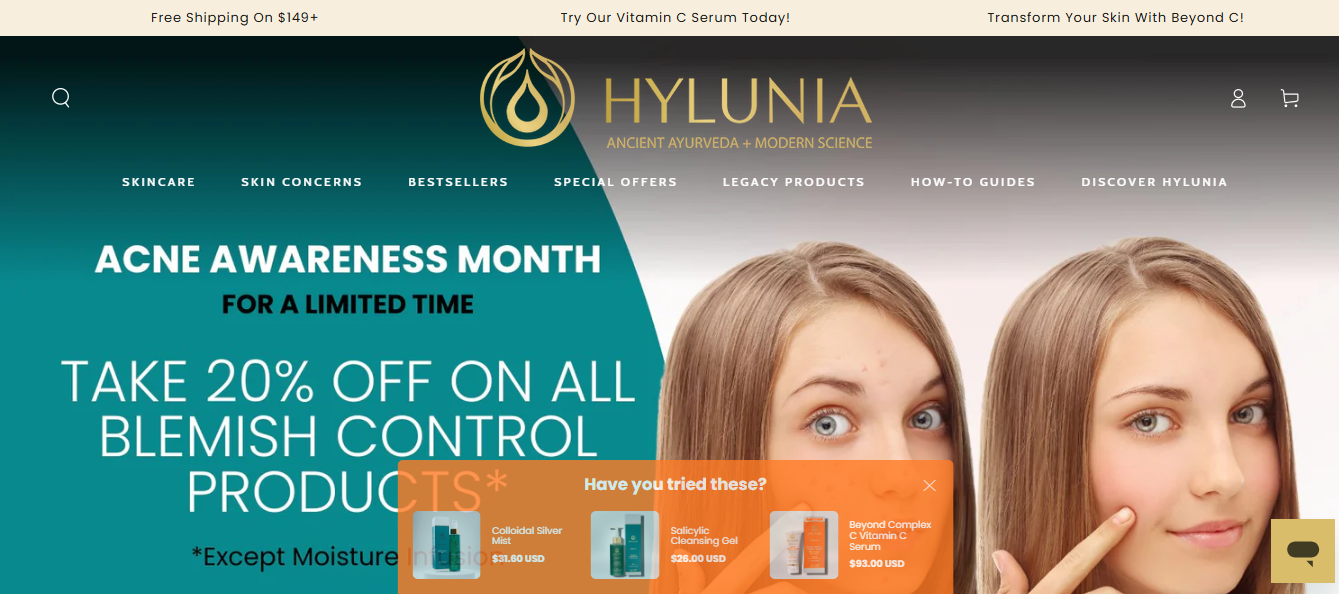 Free Shipping On $149+
Try Our Vitamin C Serum Today!
Transform Your Skin With Beyond C!
HYLUNIA
ANCIENT AYURVEDA + MODERN SCIENCE
SKINCARE
SKIN CONCERNS
BESTSELLERS
SPECIAL OFFERS
LEGACY PRODUCTS
HOW-TO GUIDES
DISCOVER HYLUNIA
ACNE AWARENESS MONTH
FOR A LIMITED TIME
TAKE 20% OFF ON ALL
BLEMISH CONTROL
PRODUCTS*
*Except Moisture Infusion
Have you tried these?
Colloidal Silver
Mist
$31.60 USD
Salicylic
Cleansing Gel
$26.00 USD
Beyond Complex
C Vitamin C
Serum
$93.00 USD